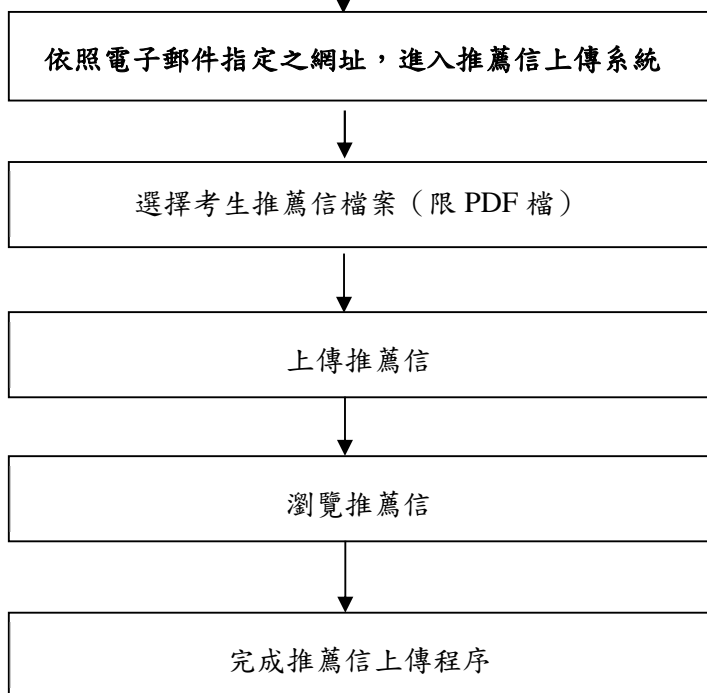 依照電子郵件指定之網址，進入推薦信上傳系統
選擇考生推薦信檔案（限 PDF 檔）
上傳推薦信
瀏覽推薦信
完成推薦信上傳程序